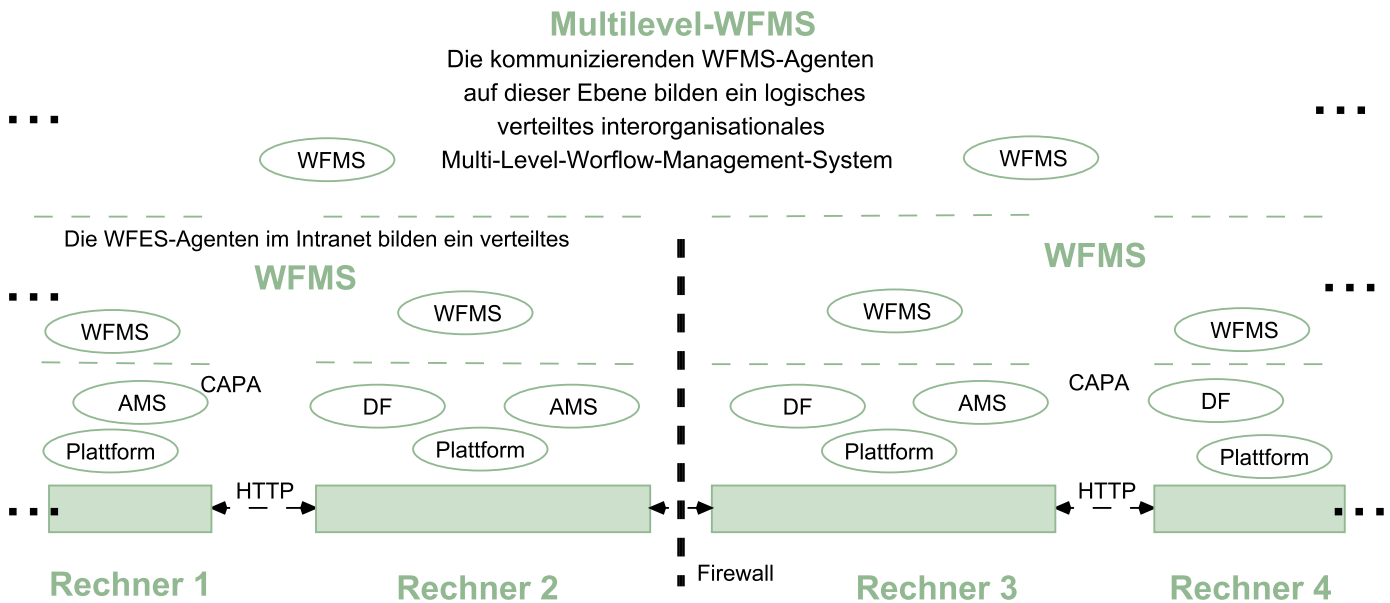 Multilevel-WFMS
Die kommunizierenden WFMS-Agenten
auf dieser Ebene bilden ein logisches
verteiltes interorganisationales
WFMS
Multi-Level-Worflow-Management-System
WFMS
Die WFES-Agenten im Intranet bilden ein verteiltes
WFMS
WFMS
WFMS
WFMS
WFMS
WFMS
CAPA
CAPA
AMS
DF
AMS
DF
AMS
DF
Plattform
Plattform
Plattform
Plattform
HTTP
HTTP
Firewall
Rechner 1
Rechner 2
Rechner 3
Rechner 4